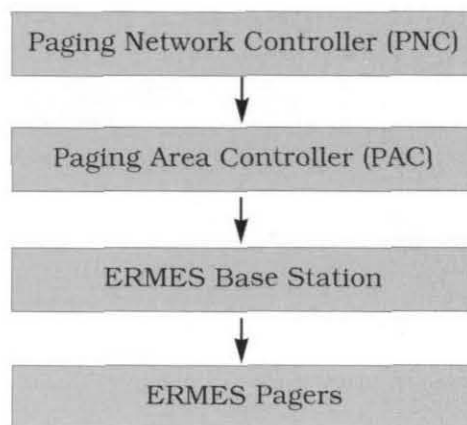 Paging Network Controller (PNC)
Paging Area Controller (PAC)
ERMES Base Station
ERMES Pagers